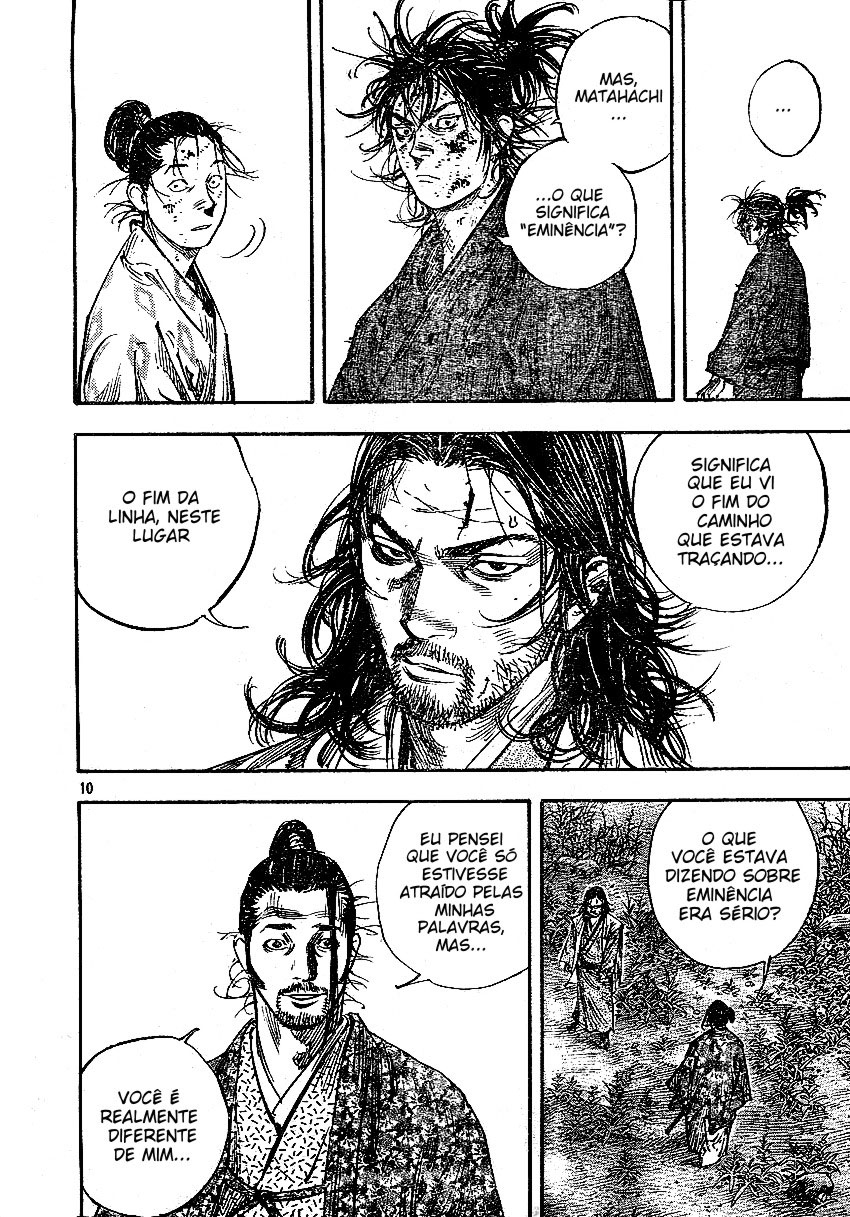 ...
MAS,
MATAHACHI
...
...O QUE
SIGNIFICA
“EMINÊNCIA”?
SIGNIFICA
QUE EU VI
O FIM DO
CAMINHO
QUE ESTAVA
TRAÇANDO...
O FIM DA
LINHA, NESTE
LUGAR
10
O QUE
VOCÊ ESTAVA
DIZENDO SOBRE
EMINÊNCIA
ERA SÉRIO?
EU PENSEI
QUE VOCÊ SÓ
ESTIVESSE
ATRAÍDO PELAS
MINHAS
PALAVRAS,
MAS...
VOCÊ É
REALMENTE
DIFERENTE
DE MIM...